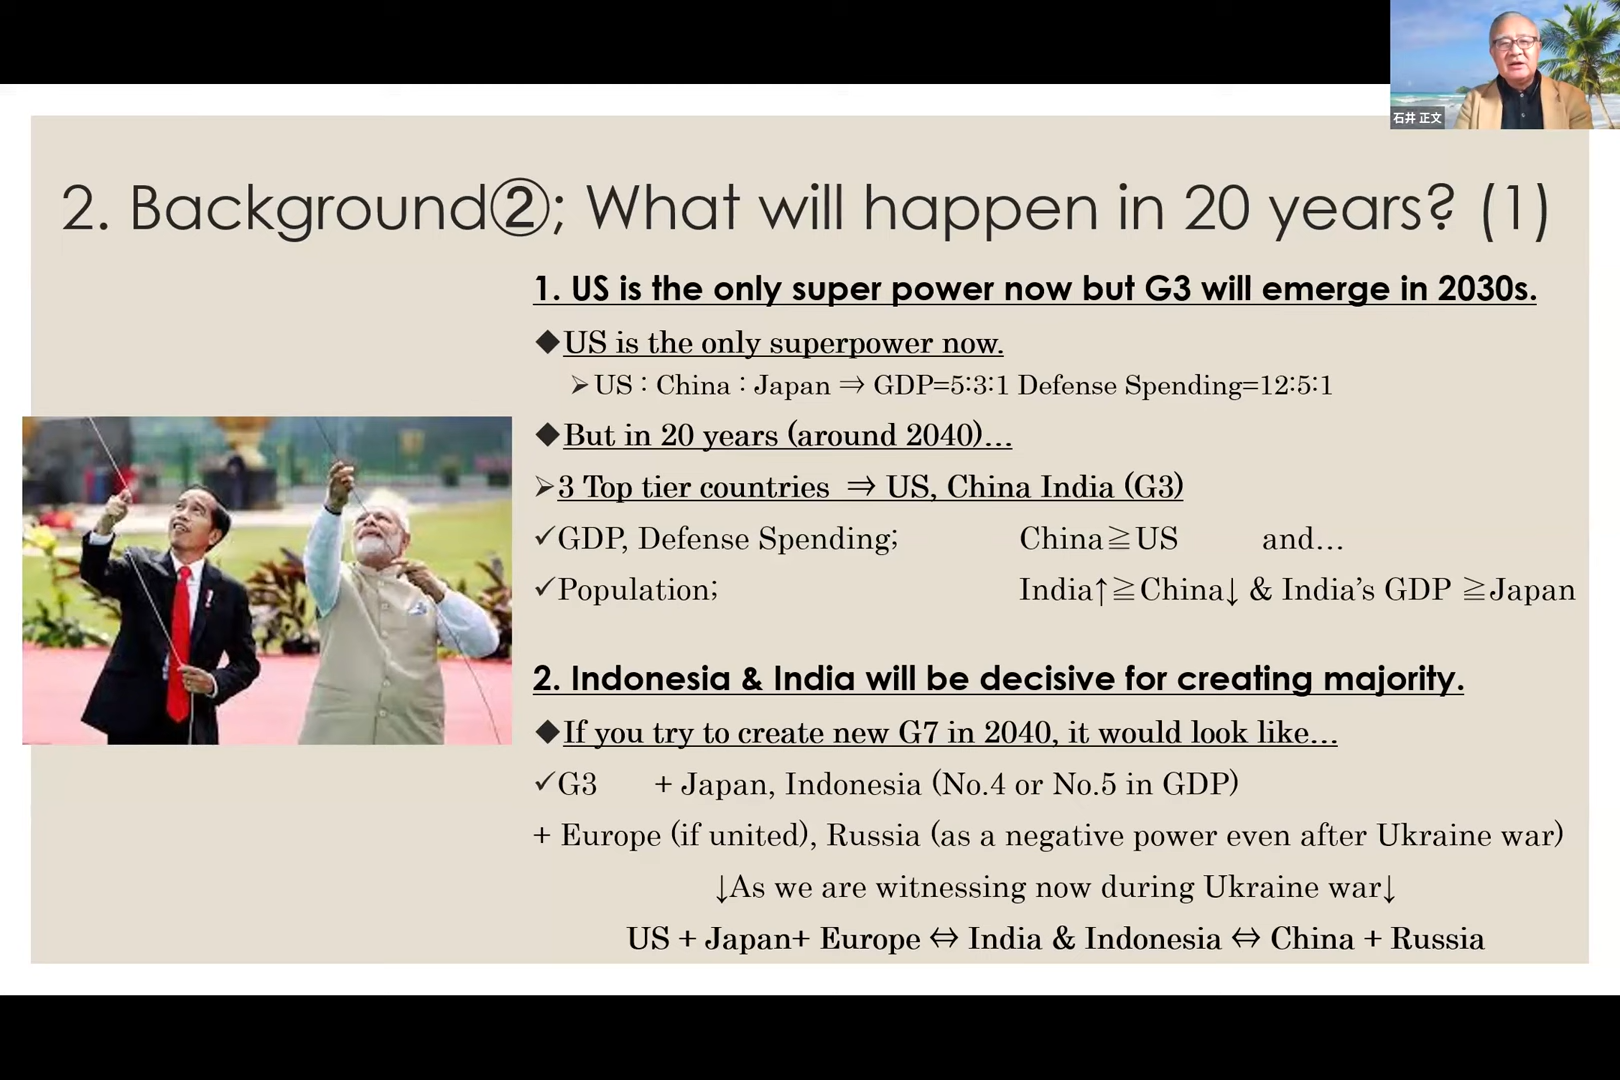 石井 正文
2. Background②; What will happen in 20 years? (1)
1. US is the only super power now but G3 will emerge in 2030s.
◆US is the only superpower now.
➢US : China : Japan ⇒ GDP=5:3:1 Defense Spending=12:5:1
◆But in 20 years (around 2040)...
➢3 Top tier countries ⇒ US, China India (G3)
✓GDP, Defense Spending; China≧US and...
✓Population; India↑≧China↓ & India's GDP ≧Japan
2. Indonesia & India will be decisive for creating majority.
◆If you try to create new G7 in 2040, it would look like...
✓G3 + Japan, Indonesia (No.4 or No.5 in GDP)
+ Europe (if united), Russia (as a negative power even after Ukraine war)
↓As we are witnessing now during Ukraine war↓
US + Japan+ Europe ⇔ India & Indonesia ⇔ China + Russia